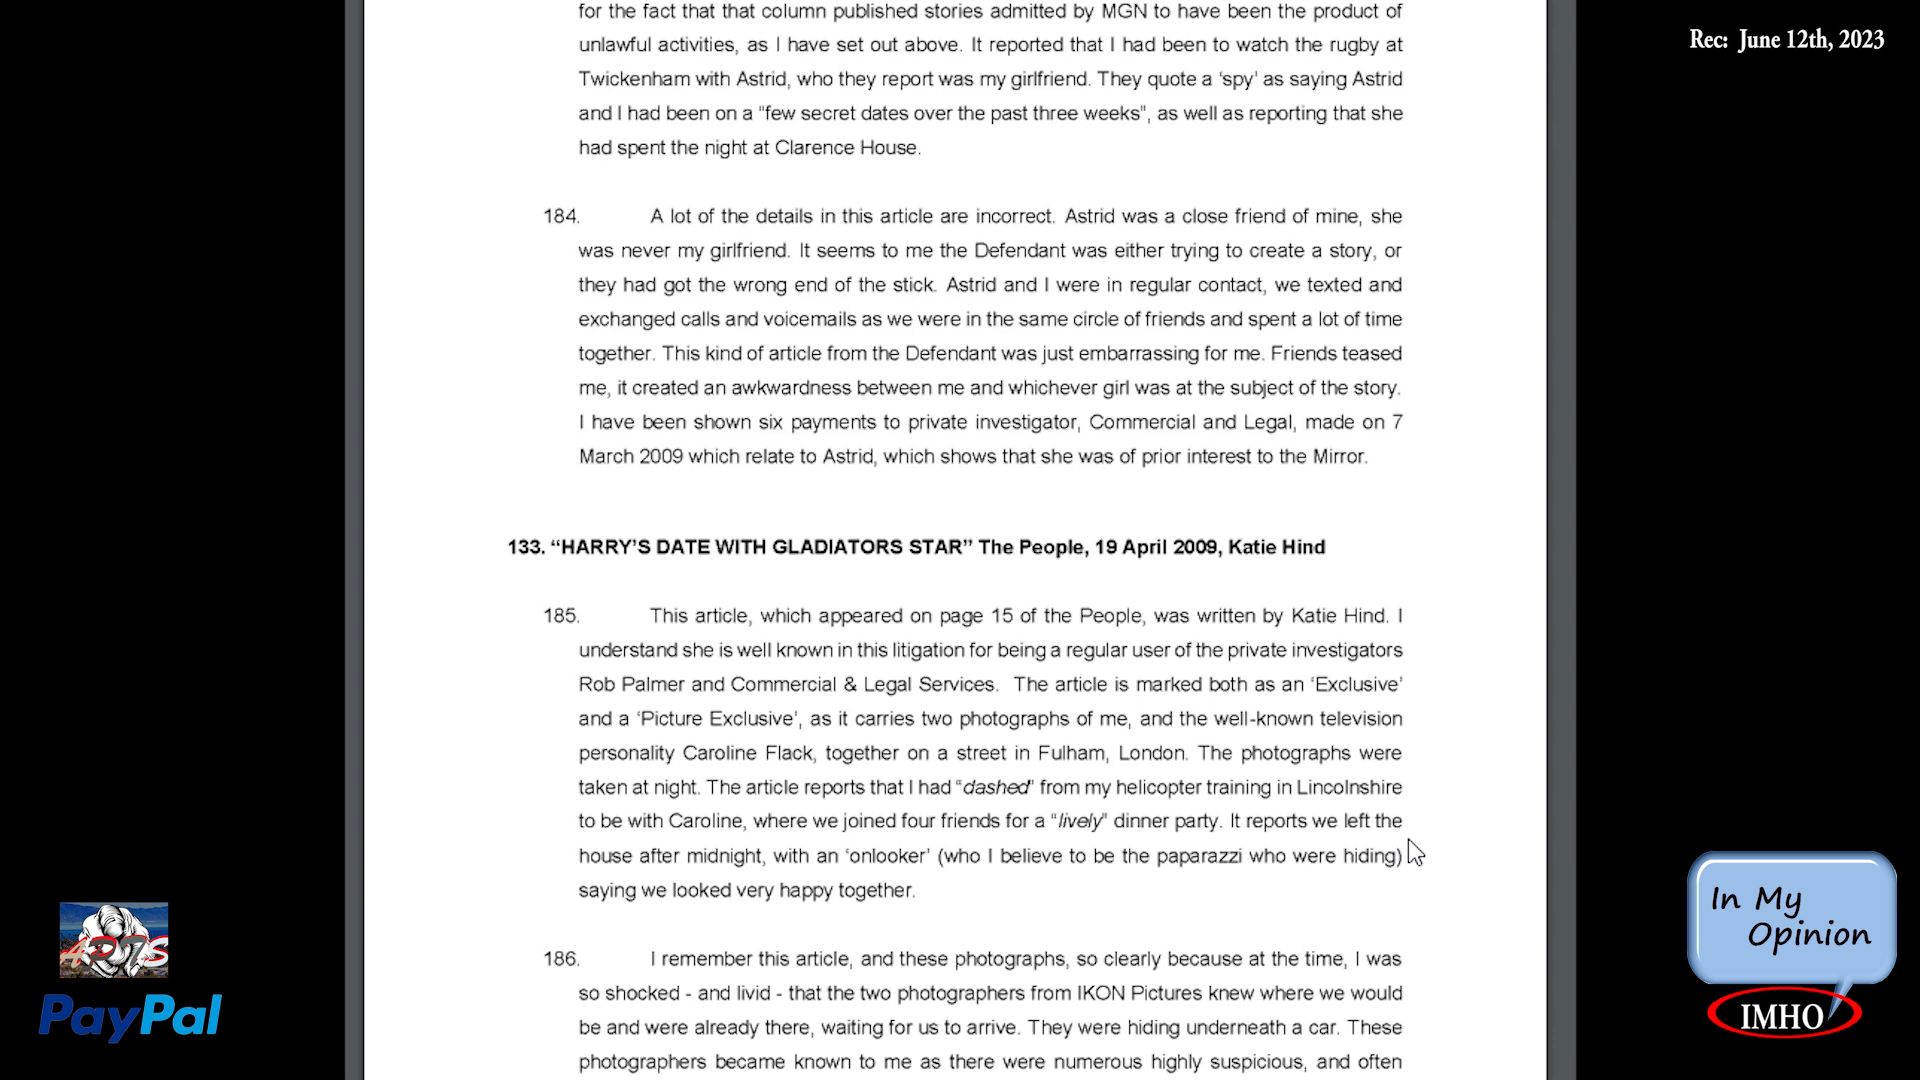 for the fact that that column published stories admitted by MGN to have been the product of
unlawful activities, as I have set out above. It reported that I had been to watch the rugby at
Twickenham with Astrid, who they report was my girlfriend. They quote a ‘spy’ as saying Astrid
and I had been on a “few secret dates over the past three weeks”, as well as reporting that she
had spent the night at Clarence House.
184. A lot of the details in this article are incorrect. Astrid was a close friend of mine, she
was never my girlfriend. It seems to me the Defendant was either trying to create a story, or
they had got the wrong end of the stick. Astrid and I were in regular contact, we texted and
exchanged calls and voicemails as we were in the same circle of friends and spent a lot of time
together. This kind of article from the Defendant was just embarrassing for me. Friends teased
me, it created an awkwardness between me and whichever girl was at the subject of the story.
I have been shown six payments to private investigator, Commercial and Legal, made on 7
March 2009 which relate to Astrid, which shows that she was of prior interest to the Mirror.
133. “HARRY’S DATE WITH GLADIATORS STAR” The People, 19 April 2009, Katie Hind
185. This article, which appeared on page 15 of the People, was written by Katie Hind. I
understand she is well known in this litigation for being a regular user of the private investigators
Rob Palmer and Commercial & Legal Services. The article is marked both as an ‘Exclusive’
and a ‘Picture Exclusive’, as it carries two photographs of me, and the well-known television
personality Caroline Flack, together on a street in Fulham, London. The photographs were
taken at night. The article reports that I had “dashed” from my helicopter training in Lincolnshire
to be with Caroline, where we joined four friends for a “lively” dinner party. It reports we left the
house after midnight, with an ‘onlooker’ (who I believe to be the paparazzi who were hiding)
saying we looked very happy together.
186. I remember this article, and these photographs, so clearly because at the time, I was
so shocked - and livid - that the two photographers from IKON Pictures knew where we would
be and were already there, waiting for us to arrive. They were hiding underneath a car. These
photographers became known to me as there were numerous highly suspicious, and often
Rec: June 12th, 2023
PayPal
In My
Opinion
IMHO